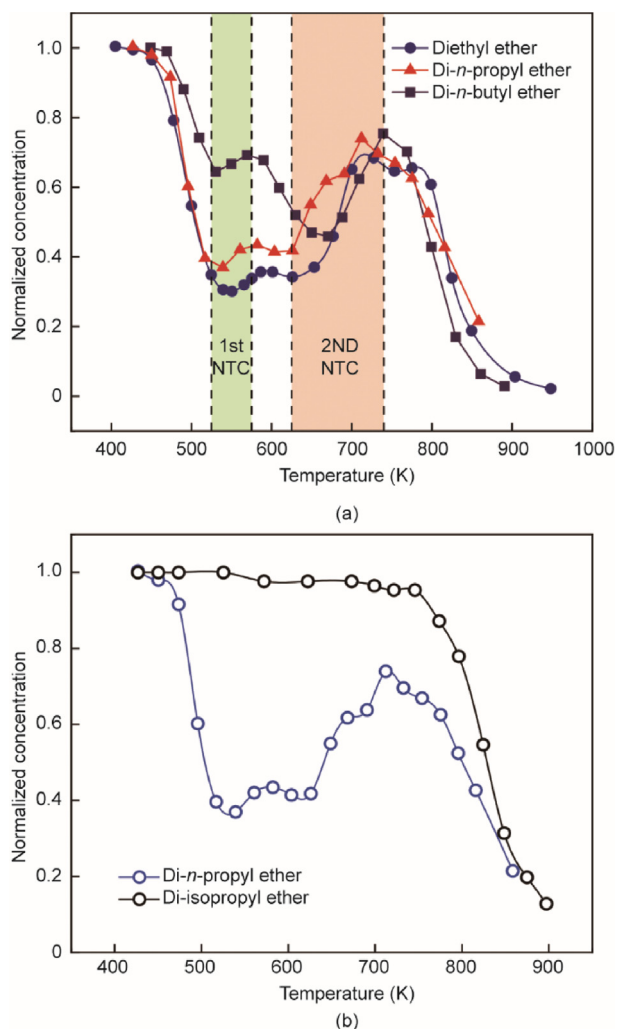 Diethyl ether
Di-n-propyl ether
Di-n-butyl ether
Normalized concentration
1.0
0.8
0.6
0.4
0.2
0
1st
NTC
2ND
NTC
400 500 600 700 800 900 1000
Temperature (K)
(a)
Normalized concentration
1.0
0.8
0.6
0.4
0.2
0
Di-n-propyl ether
Di-isopropyl ether
400 500 600 700 800 900
Temperature (K)
(b)